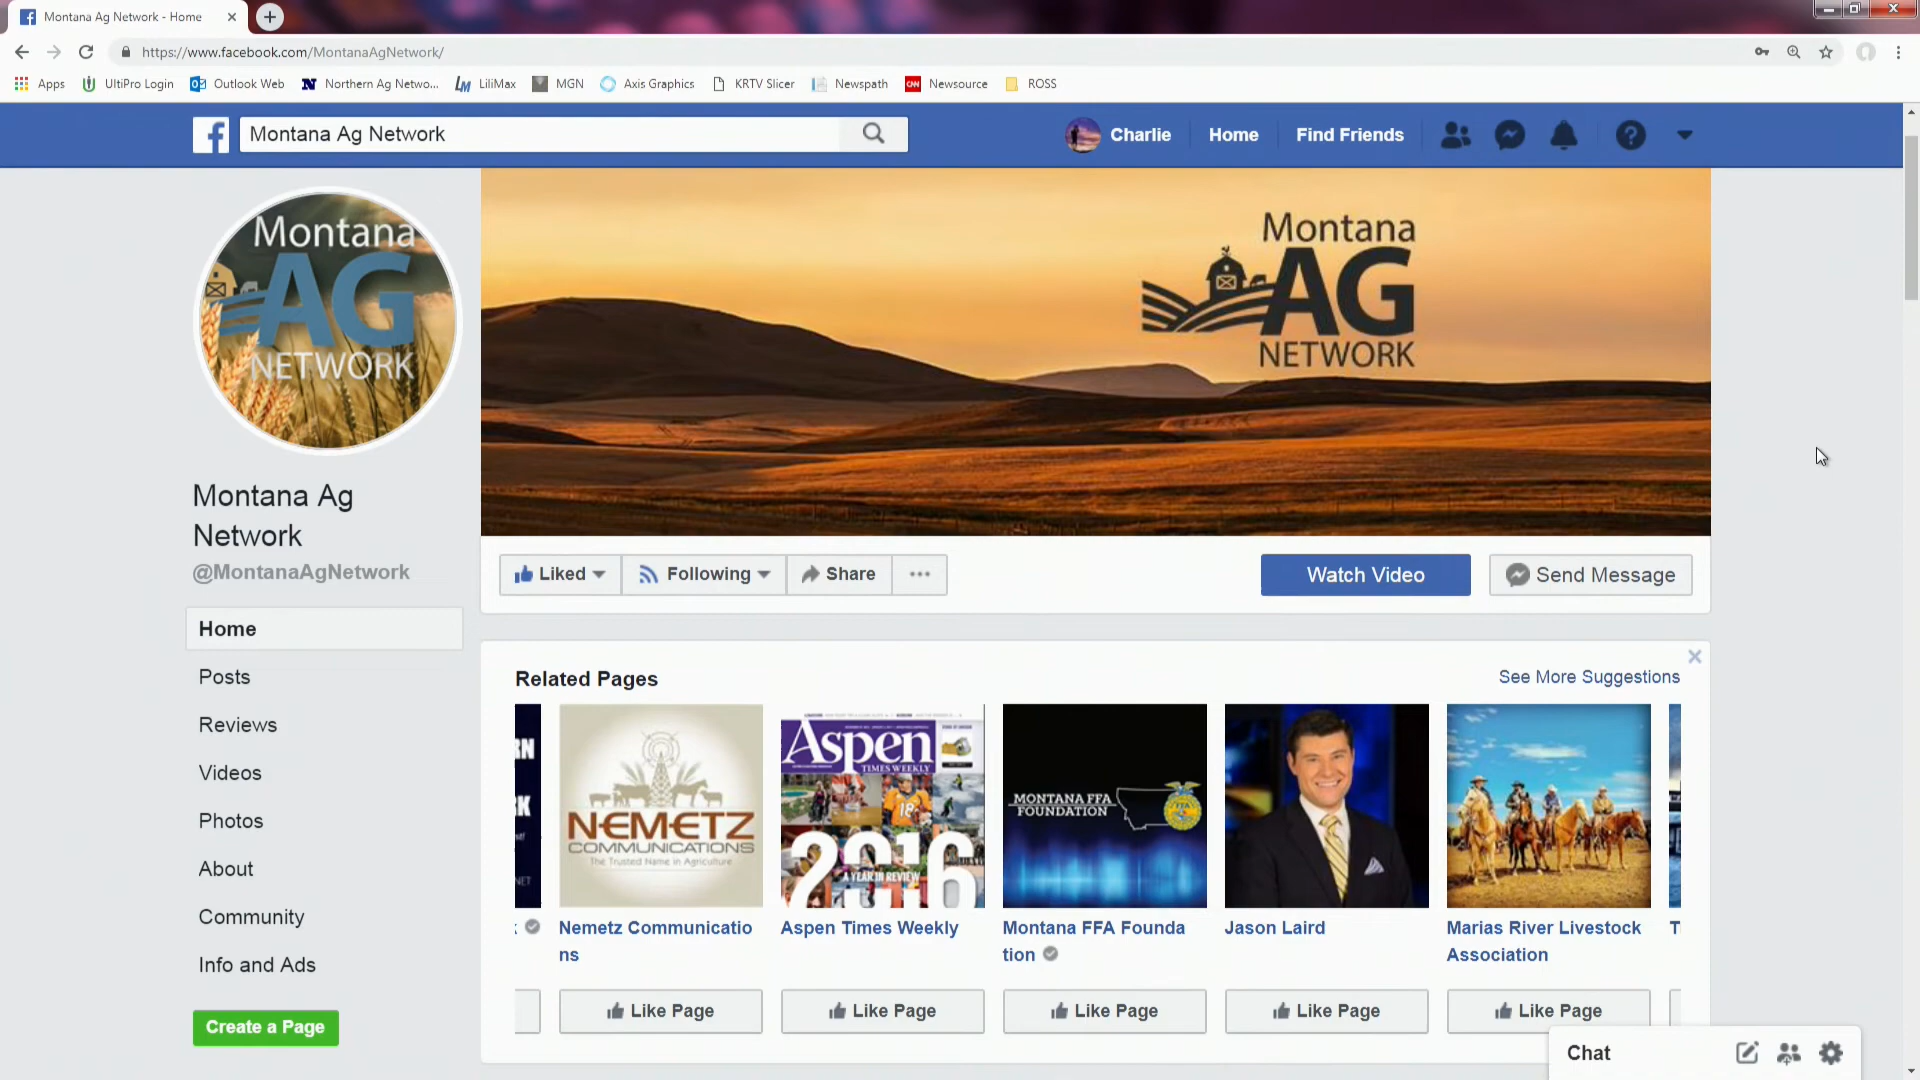 Montana Ag Network - Home
https://www.facebook.com/MontanaAgNetwork/
Apps UltiPro Login Outlook Web Northern Ag Netwo... LiliMax MGN Axis Graphics KRTV Slicer Newspath Newsource ROSS
Montana Ag Network
Charlie Home Find Friends
Montana
AG
NETWORK
Montana
AG
NETWORK
Montana Ag
Network
@MontanaAgNetwork
Liked Following Share Watch Video Send Message
Home
Posts
Reviews
Videos
Photos
About
Community
Info and Ads
Create a Page
Related Pages See More Suggestions
NEMETZ
COMMUNICATIONS
The Trusted Name in Agriculture
Nemetz Communicatio
ns
Like Page
Aspen
TIMES WEEKLY
18
2016
A YEAR IN REVIEW
Aspen Times Weekly
Like Page
MONTANA FFA
FOUNDATION
Montana FFA Founda
tion
Like Page
Jason Laird
Like Page
Marias River Livestock
Association
Like Page
Chat